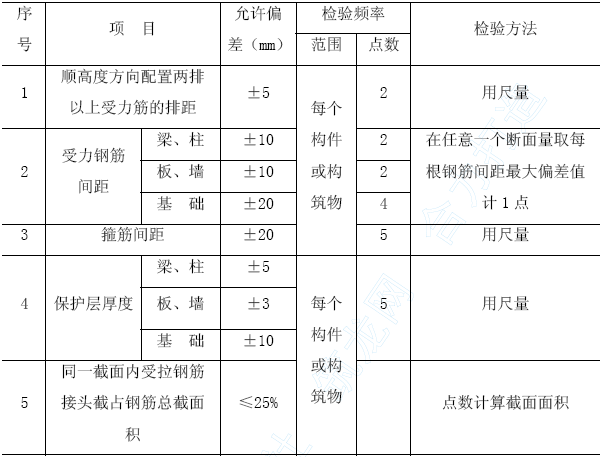 序号 项 目 允许偏差（mm） 检验频率 检验方法
范围 点数
1 顺高度方向配置两排以上受力筋的排距 ±5 每个构件或构筑物 2 用尺量
2 受力钢筋间距 梁、柱 ±10 2 在任意一个断面量取每根钢筋间距最大偏差值计1点
板、墙 ±10 2
基 础 ±20 4
3 箍筋间距 ±20 5 用尺量
4 保护层厚度 梁、柱 ±5 每个构件或构筑物 5 用尺量
板、墙 ±3
基 础 ±10
5 同一截面内受拉钢筋接头截占钢筋总截面积 ≤25% 点数计算截面面积